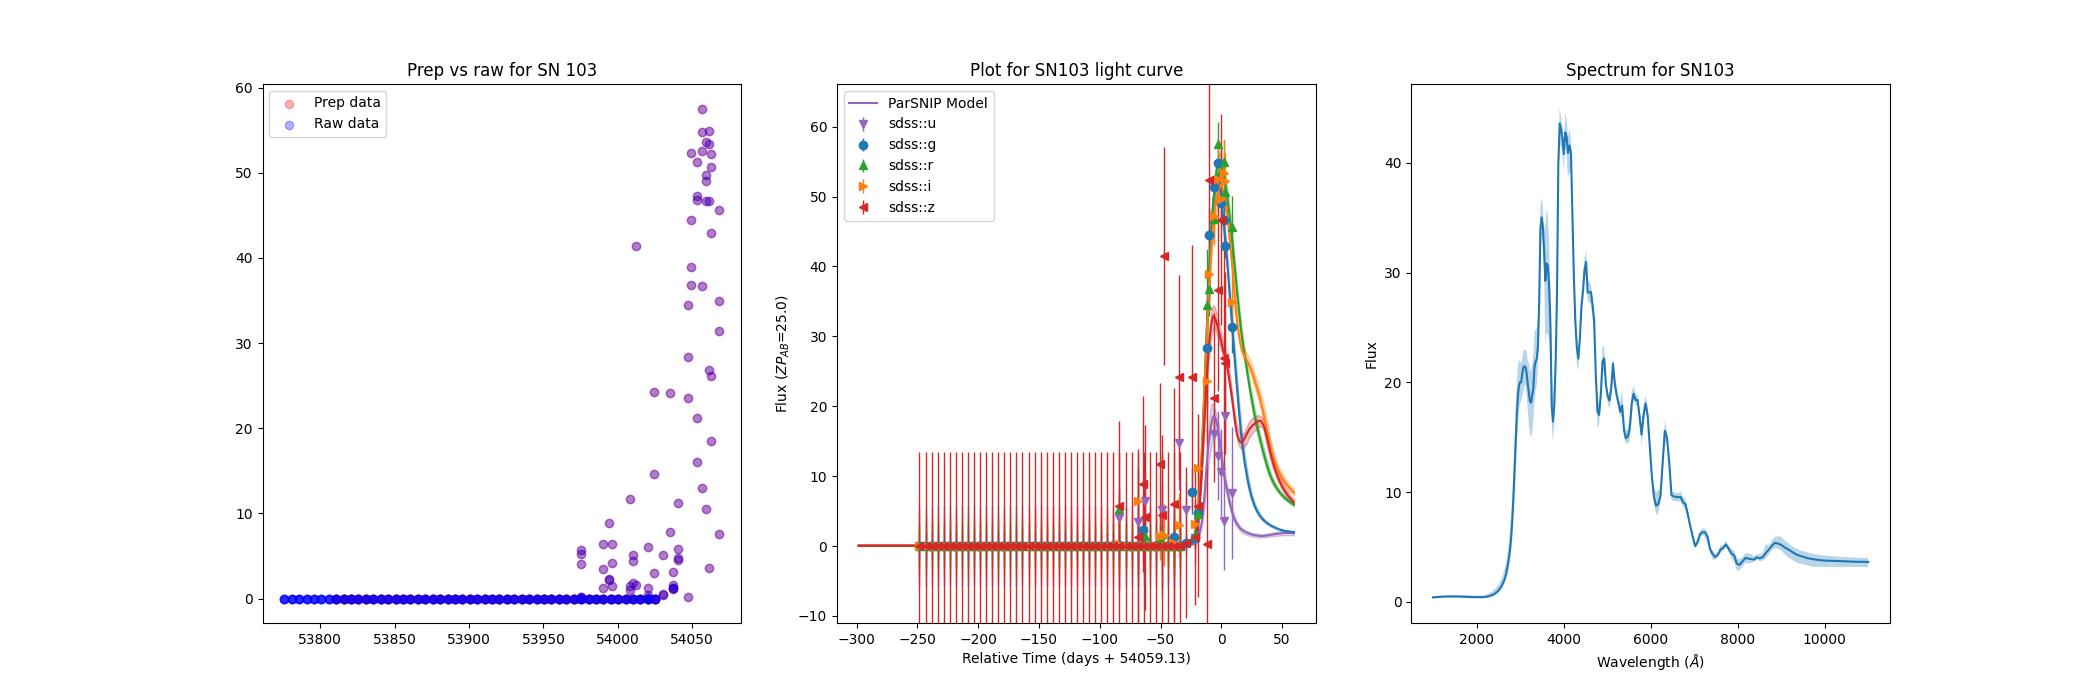 Prep vs raw for SN 103
Prep data
Raw data
60
50
40
30
20
10
0
53800
53850
53900
53950
54000
54050
Plot for SN103 light curve
ParSNIP Model
sdss::u
sdss::g
sdss::r
sdss::i
sdss::z
Flux (ZP_AB=25.0)
60
50
40
30
20
10
0
−10
−300
−250
−200
−150
−100
−50
0
50
Relative Time (days + 54059.13)
Spectrum for SN103
Flux
40
30
20
10
0
2000
4000
6000
8000
10000
Wavelength (Å)